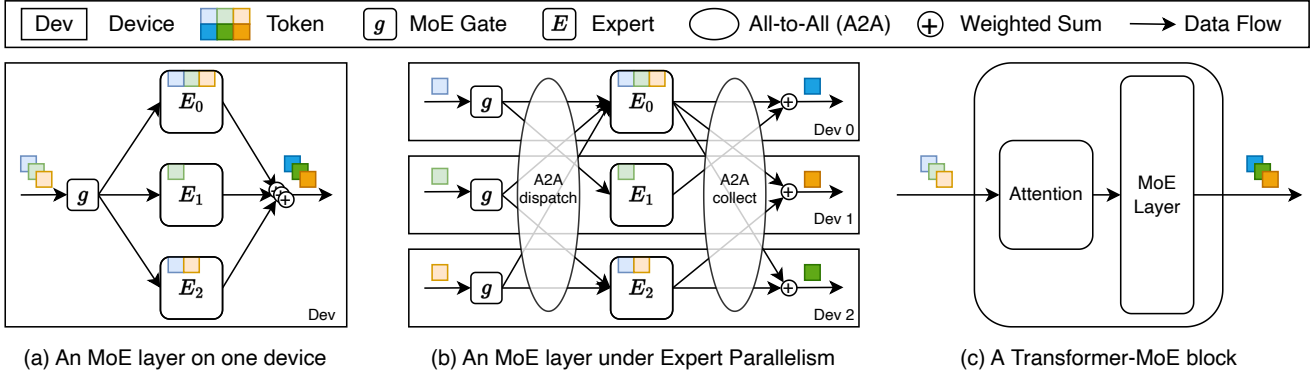 Dev Device Token g MoE Gate E Expert All-to-All (A2A) + Weighted Sum Data Flow
E0
g E1 +
E2
Dev
(a) An MoE layer on one device
g E0 +
Dev 0
A2A dispatch
A2A collect
g E1 +
Dev 1
g E2 +
Dev 2
(b) An MoE layer under Expert Parallelism
Attention
MoE
Layer
(c) A Transformer-MoE block